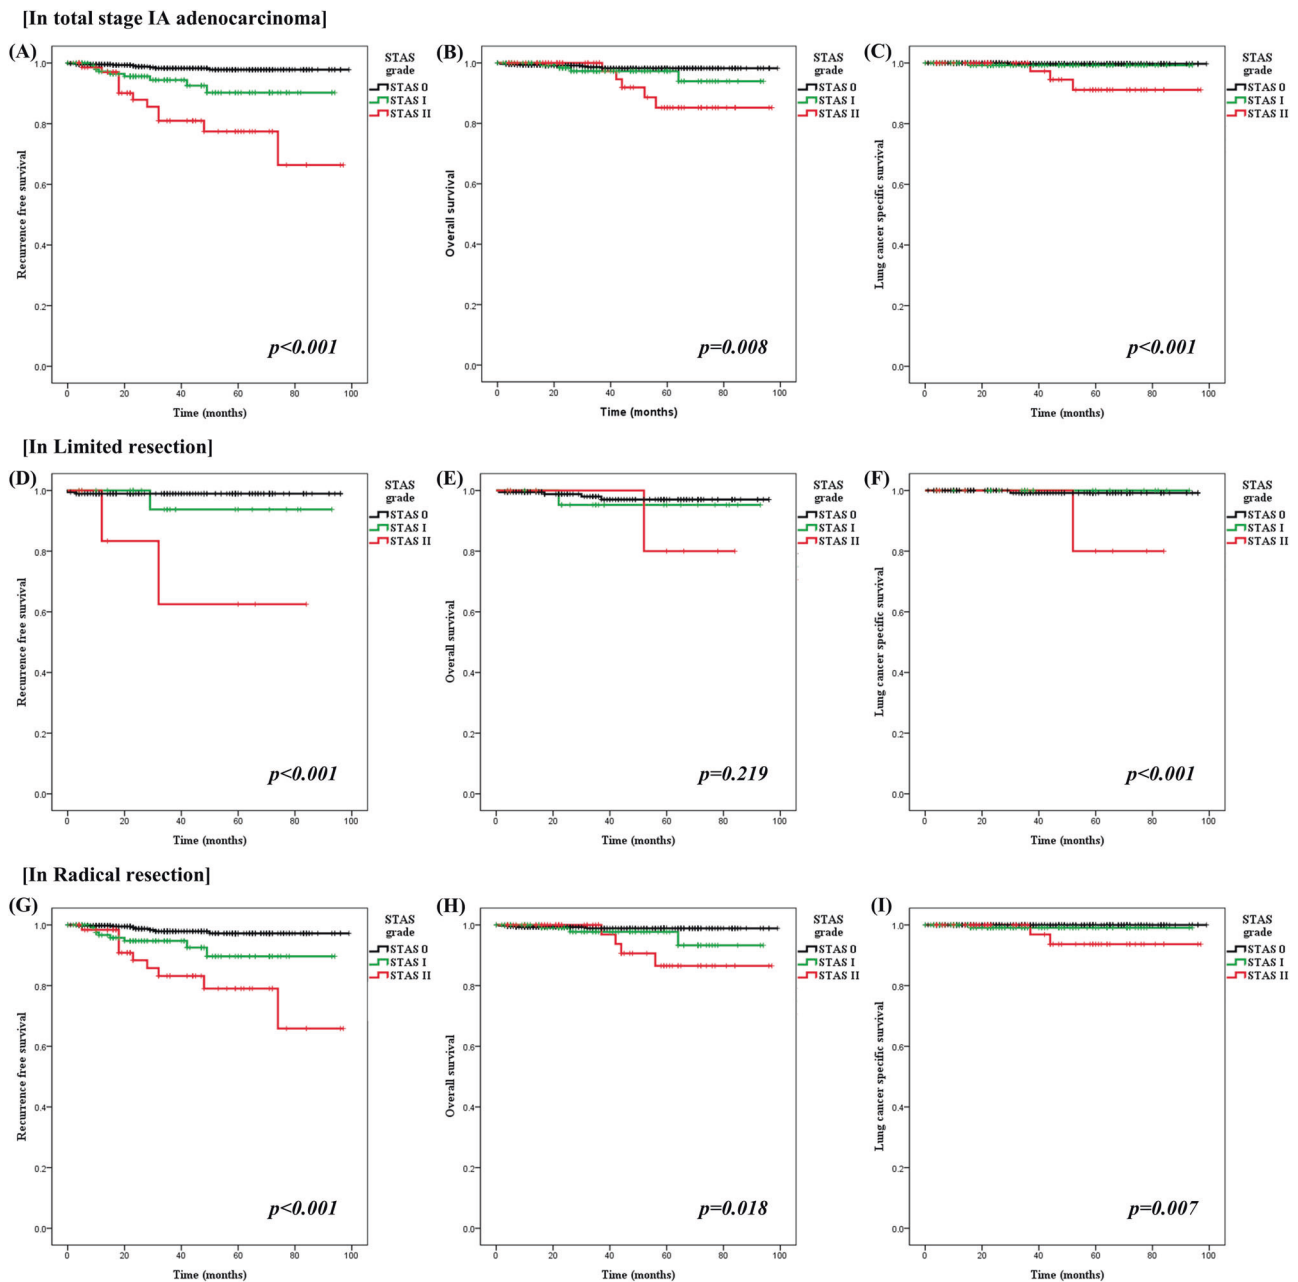 [In total stage IA adenocarcinoma]
(A)
Recurrence free survival
1.0
0.8
0.6
0.4
0.2
0.0
0 20 40 60 80 100
Time (months)
STAS
grade
STAS 0
STAS I
STAS II
p<0.001
(B)
Overall survival
1.0
0.8
0.6
0.4
0.2
0.0
0 20 40 60 80 100
Time (months)
STAS
grade
STAS 0
STAS I
STAS II
p=0.008
(C)
Lung cancer specific survival
1.0
0.8
0.6
0.4
0.2
0.0
0 20 40 60 80 100
Time (months)
STAS
grade
STAS 0
STAS I
STAS II
p<0.001
[In Limited resection]
(D)
Recurrence free survival
1.0
0.8
0.6
0.4
0.2
0.0
0 20 40 60 80 100
Time (months)
STAS
grade
STAS 0
STAS I
STAS II
p<0.001
(E)
Overall survival
1.0
0.8
0.6
0.4
0.2
0.0
0 20 40 60 80 100
Time (months)
STAS
grade
STAS 0
STAS I
STAS II
p=0.219
(F)
Lung cancer specific survival
1.0
0.8
0.6
0.4
0.2
0.0
0 20 40 60 80 100
Time (months)
STAS
grade
STAS 0
STAS I
STAS II
p<0.001
[In Radical resection]
(G)
Recurrence free survival
1.0
0.8
0.6
0.4
0.2
0.0
0 20 40 60 80 100
Time (months)
STAS
grade
STAS 0
STAS I
STAS II
p<0.001
(H)
Overall survival
1.0
0.8
0.6
0.4
0.2
0.0
0 20 40 60 80 100
Time (months)
STAS
grade
STAS 0
STAS I
STAS II
p=0.018
(I)
Lung cancer specific survival
1.0
0.8
0.6
0.4
0.2
0.0
0 20 40 60 80 100
Time (months)
STAS
grade
STAS 0
STAS I
STAS II
p=0.007